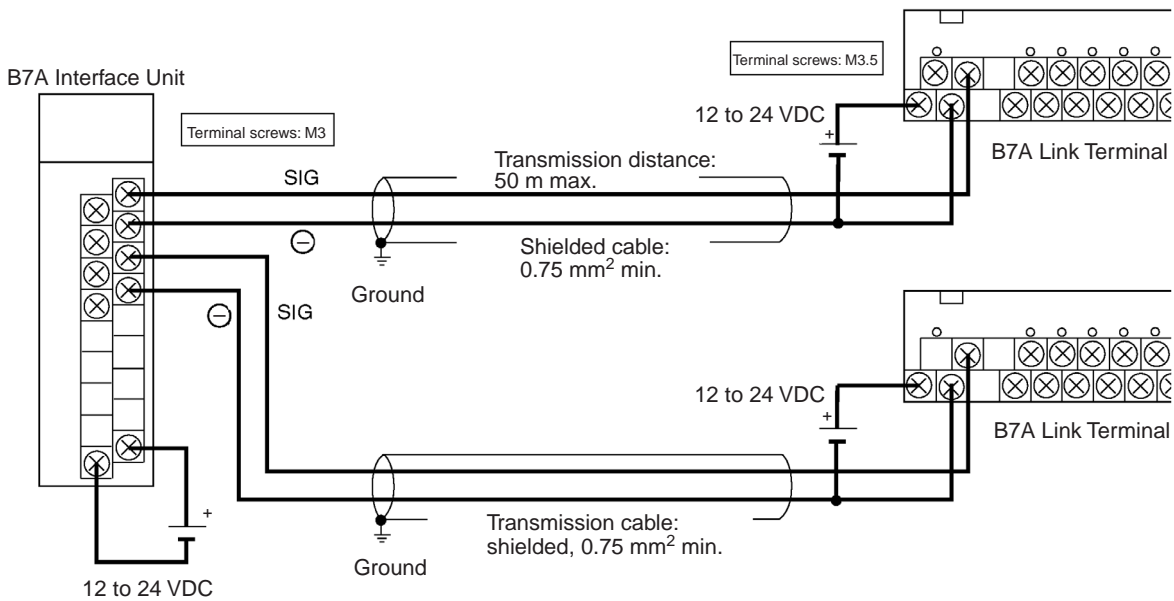 B7A Interface Unit
Terminal screws: M3
Terminal screws: M3.5
12 to 24 VDC
+
B7A Link Terminal
SIG
Transmission distance:
50 m max.
−
Shielded cable:
0.75 mm² min.
Ground
−
SIG
12 to 24 VDC
+
B7A Link Terminal
+
12 to 24 VDC
Transmission cable:
shielded, 0.75 mm² min.
Ground